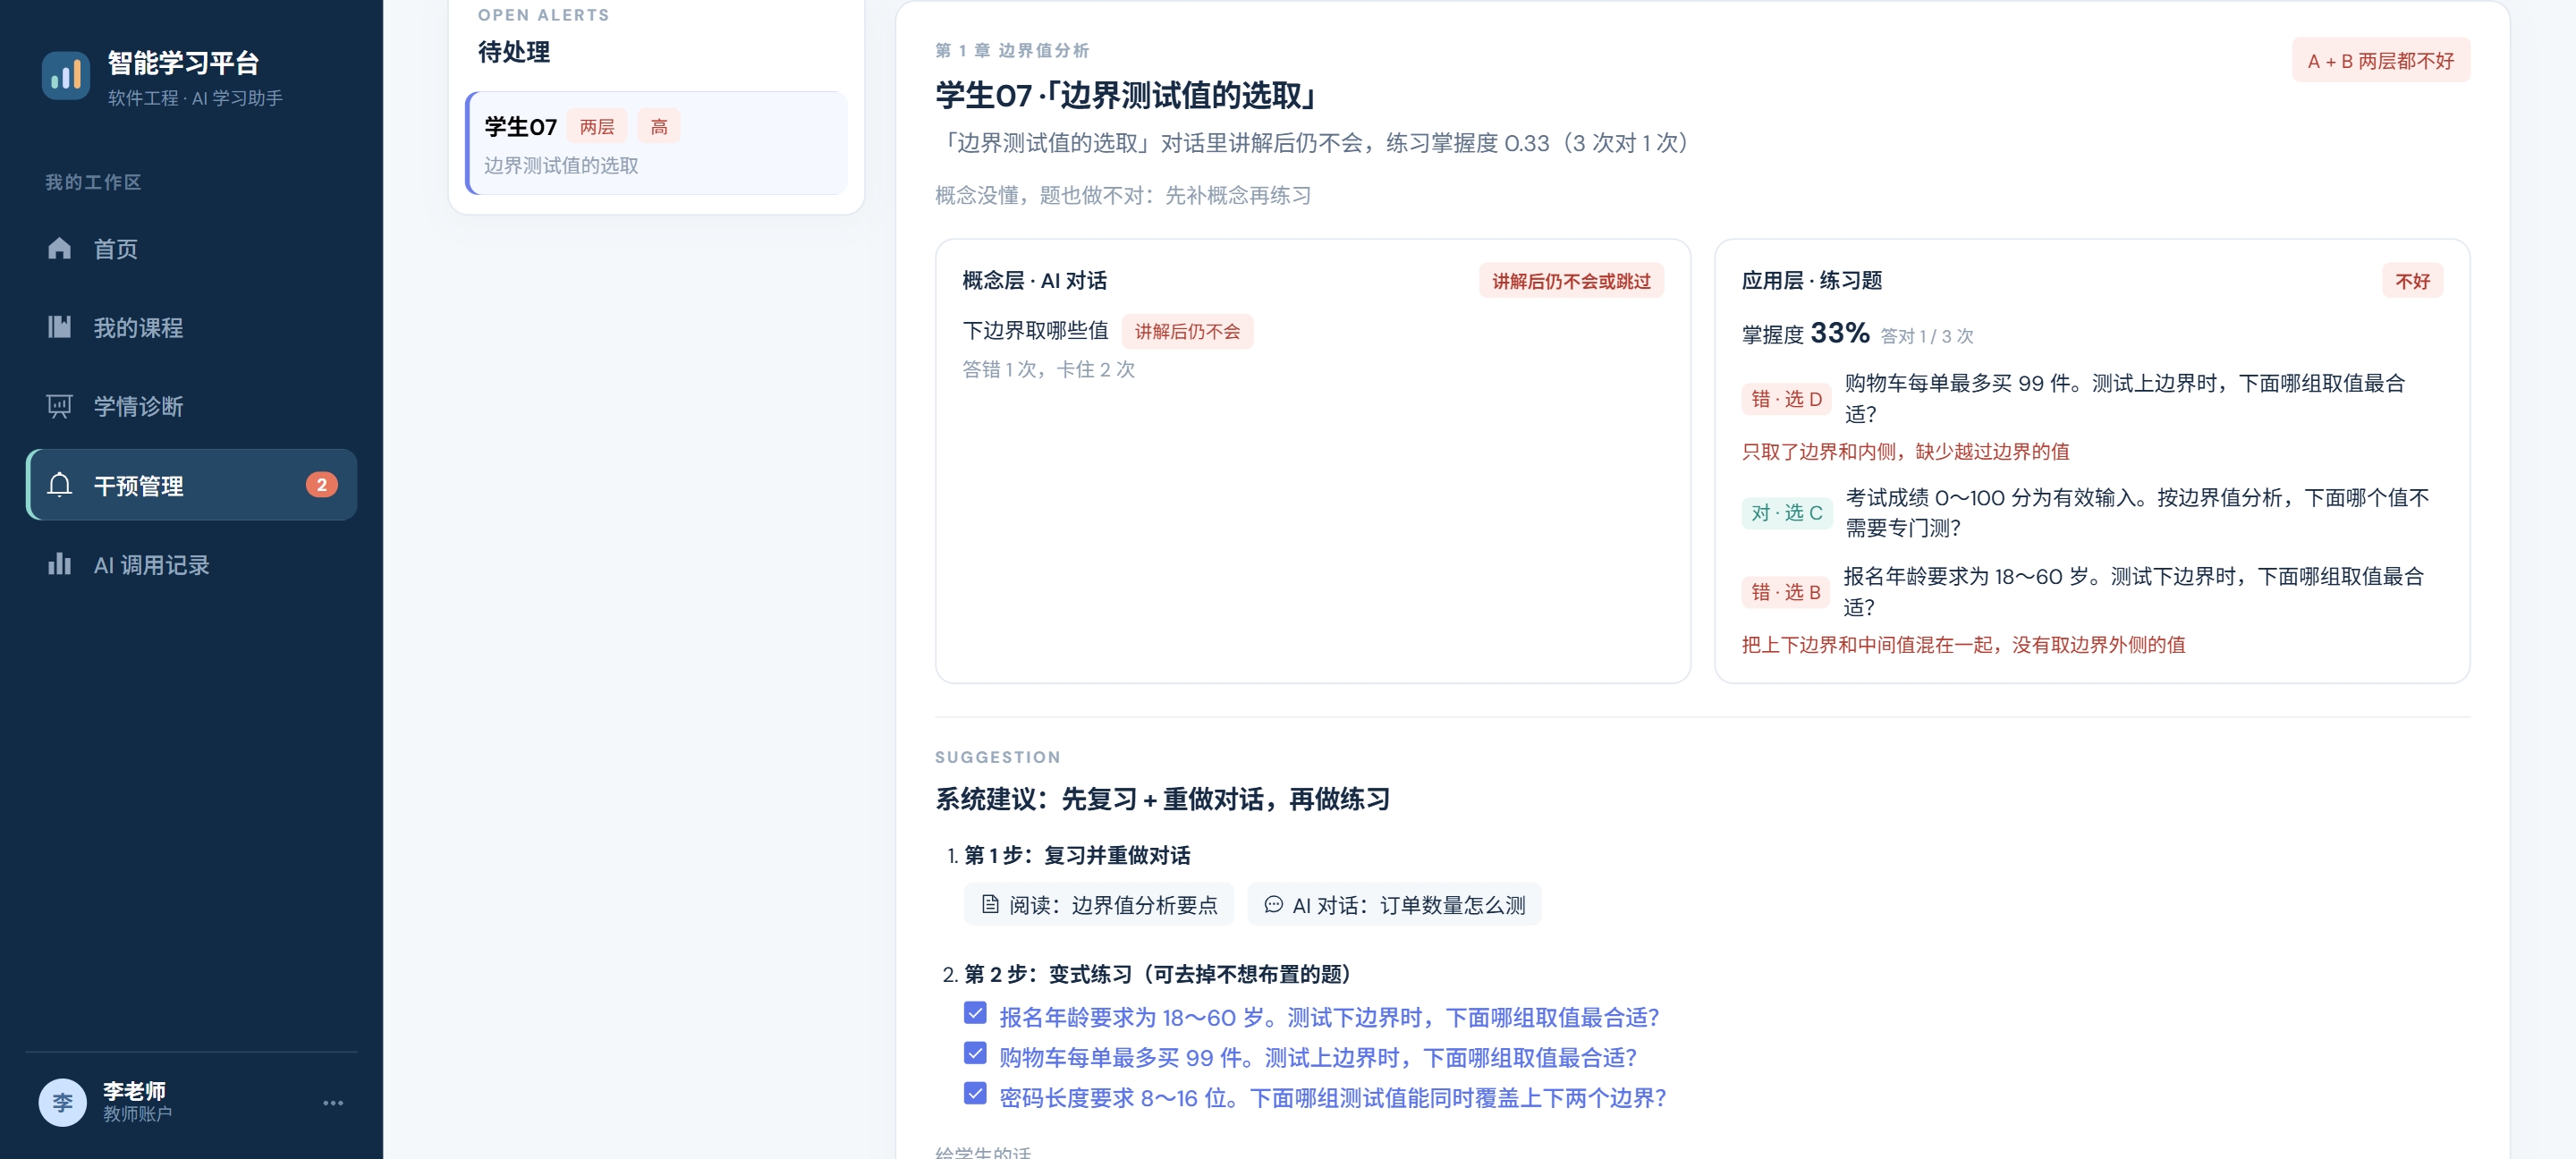 智能学习平台
软件工程 · AI 学习助手
我的工作区
首页
我的课程
学情诊断
干预管理 2
AI 调用记录
李 李老师
教师账户
OPEN ALERTS
待处理
学生07 两层 高
边界测试值的选取
第 1 章 边界值分析
A + B 两层都不好
学生07 ·「边界测试值的选取」
「边界测试值的选取」对话里讲解后仍不会，练习掌握度 0.33（3 次对 1 次）
概念没懂，题也做不对：先补概念再练习
概念层 · AI 对话 讲解后仍不会或跳过
下边界取哪些值 讲解后仍不会
答错 1 次，卡住 2 次
应用层 · 练习题 不好
掌握度 33% 答对 1 / 3 次
错 · 选 D 购物车每单最多买 99 件。测试上边界时，下面哪组取值最合
适？
只取了边界和内侧，缺少越过边界的值
对 · 选 C 考试成绩 0～100 分为有效输入。按边界值分析，下面哪个值不
需要专门测？
错 · 选 B 报名年龄要求为 18～60 岁。测试下边界时，下面哪组取值最合
适？
把上下边界和中间值混在一起，没有取边界外侧的值
SUGGESTION
系统建议：先复习 + 重做对话，再做练习
1. 第 1 步：复习并重做对话
阅读：边界值分析要点 AI 对话：订单数量怎么测
2. 第 2 步：变式练习（可去掉不想布置的题）
报名年龄要求为 18～60 岁。测试下边界时，下面哪组取值最合适？
购物车每单最多买 99 件。测试上边界时，下面哪组取值最合适？
密码长度要求 8～16 位。下面哪组测试值能同时覆盖上下两个边界？
给学生的话